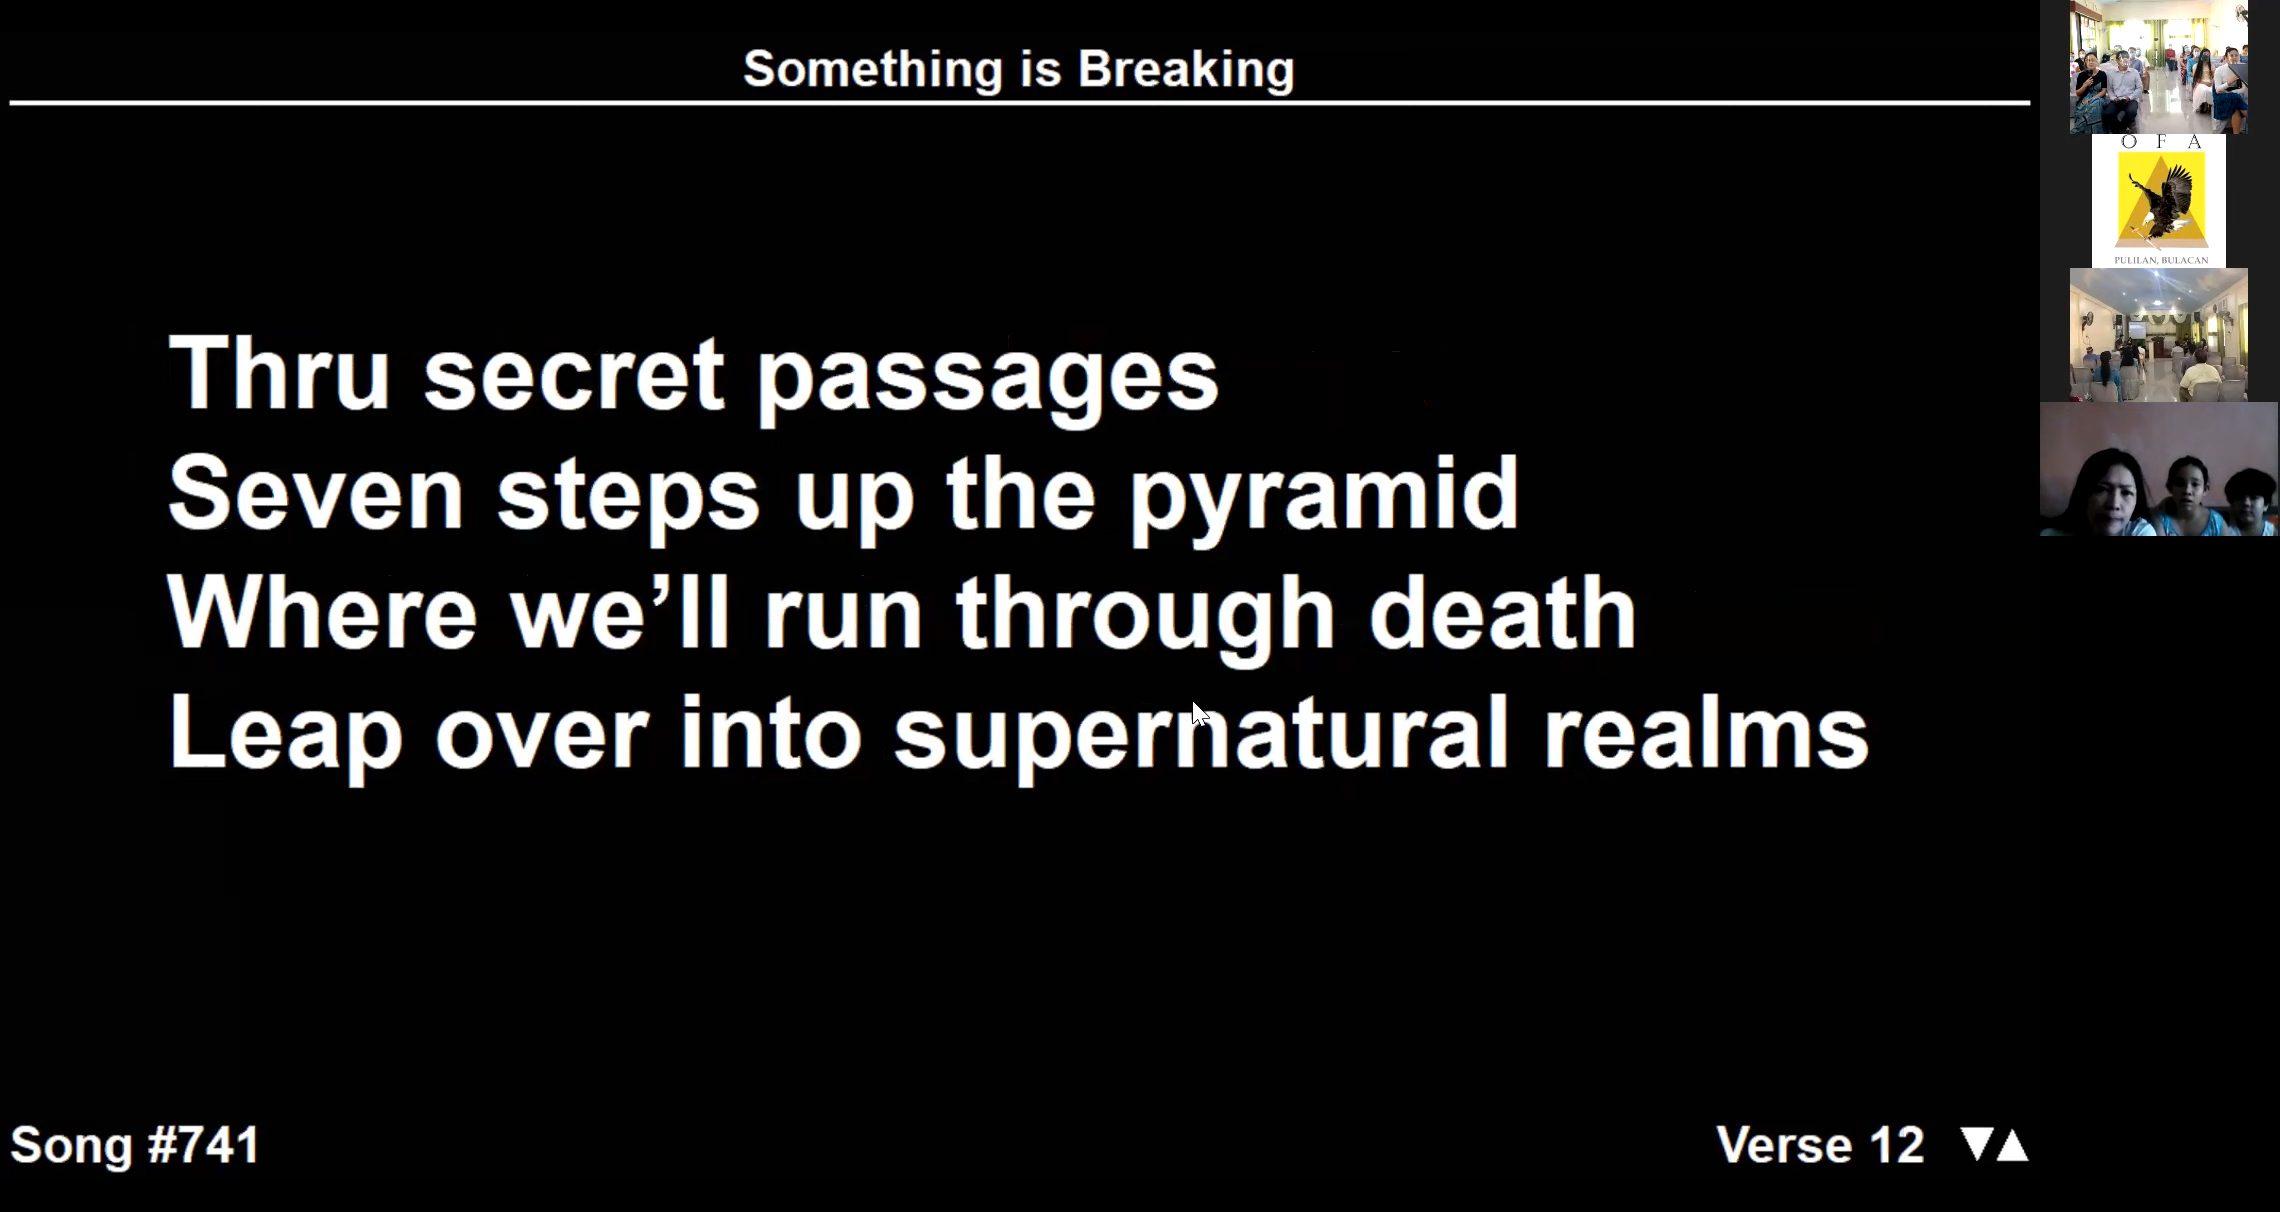 Something is Breaking
Thru secret passages
Seven steps up the pyramid
Where we’ll run through death
Leap over into supernatural realms
Song #741
Verse 12
O F A
PULILAN, BULACAN